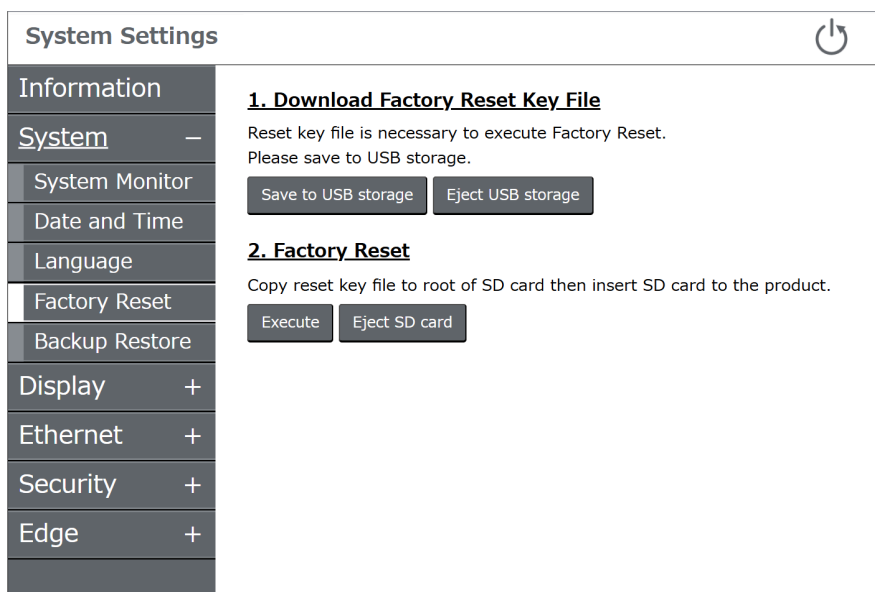 System Settings
Information
System −
System Monitor
Date and Time
Language
Factory Reset
Backup Restore
Display +
Ethernet +
Security +
Edge +
1. Download Factory Reset Key File
Reset key file is necessary to execute Factory Reset.
Please save to USB storage.
Save to USB storage Eject USB storage
2. Factory Reset
Copy reset key file to root of SD card then insert SD card to the product.
Execute Eject SD card